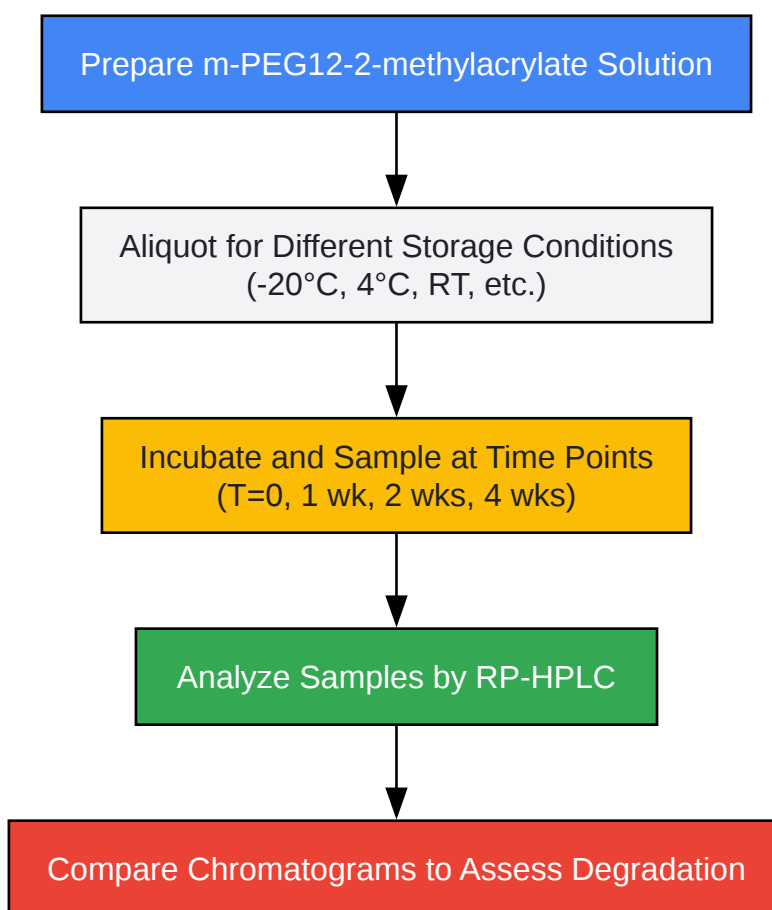 Prepare m-PEG12-2-methylacrylate Solution
Aliquot for Different Storage Conditions
(-20°C, 4°C, RT, etc.)
Incubate and Sample at Time Points
(T=0, 1 wk, 2 wks, 4 wks)
Analyze Samples by RP-HPLC
Compare Chromatograms to Assess Degradation